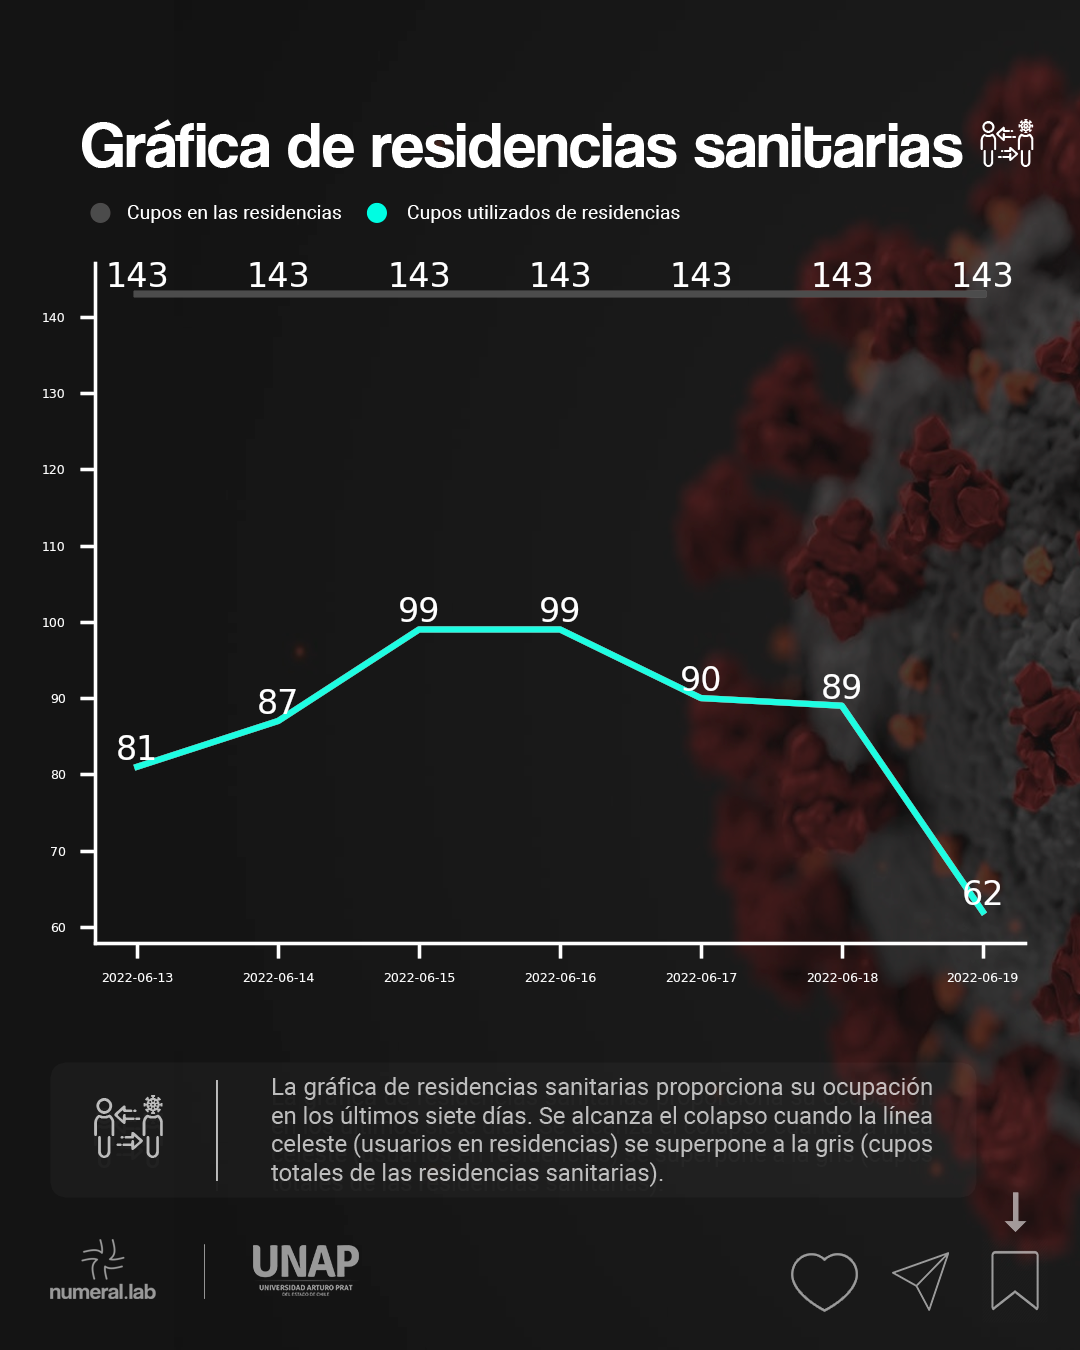 Gráfica de residencias sanitarias
Cupos en las residencias Cupos utilizados de residencias
143 143 143 143 143 143 143
140
130
120
110
100
90
80
70
60
81 87 99 99 90 89 62
2022-06-13 2022-06-14 2022-06-15 2022-06-16 2022-06-17 2022-06-18 2022-06-19
La gráfica de residencias sanitarias proporciona su ocupación
en los últimos siete días. Se alcanza el colapso cuando la línea
celeste (usuarios en residencias) se superpone a la gris (cupos
totales de las residencias sanitarias).
numeral.lab
UNAP
UNIVERSIDAD ARTURO PRAT
DEL ESTADO DE CHILE